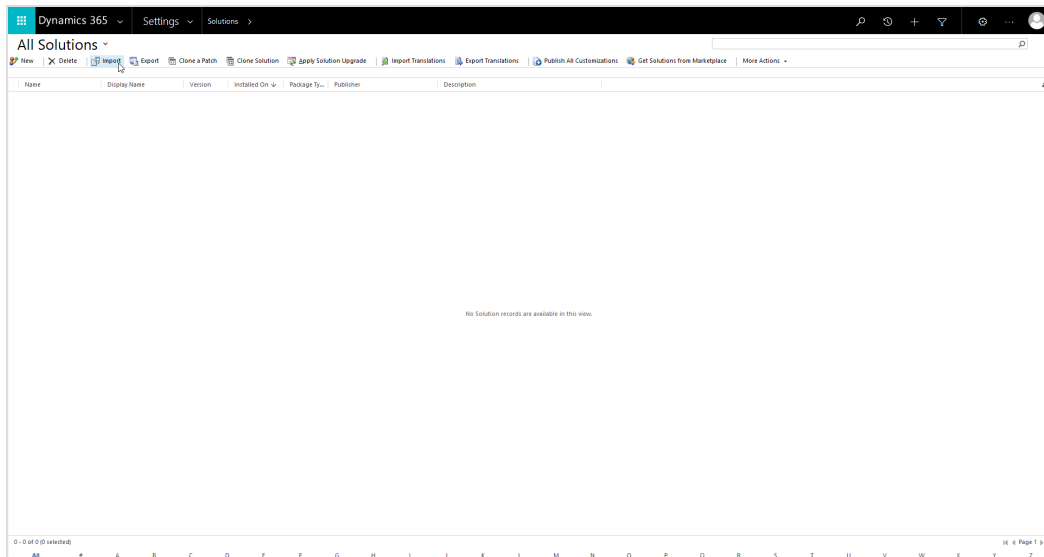 Dynamics 365 Settings Solutions
All Solutions
New Delete Import Export Clone a Patch Clone Solution Apply Solution Upgrade Import Translations Export Translations Publish All Customizations Get Solutions from Marketplace More Actions
Name Display Name Version Installed On Package Ty... Publisher Description
No Solution records are available in this view.
0 - 0 of 0 (0 selected) Page 1
All # A B C D E F G H I J K L M N O P Q R S T U V W X Y Z